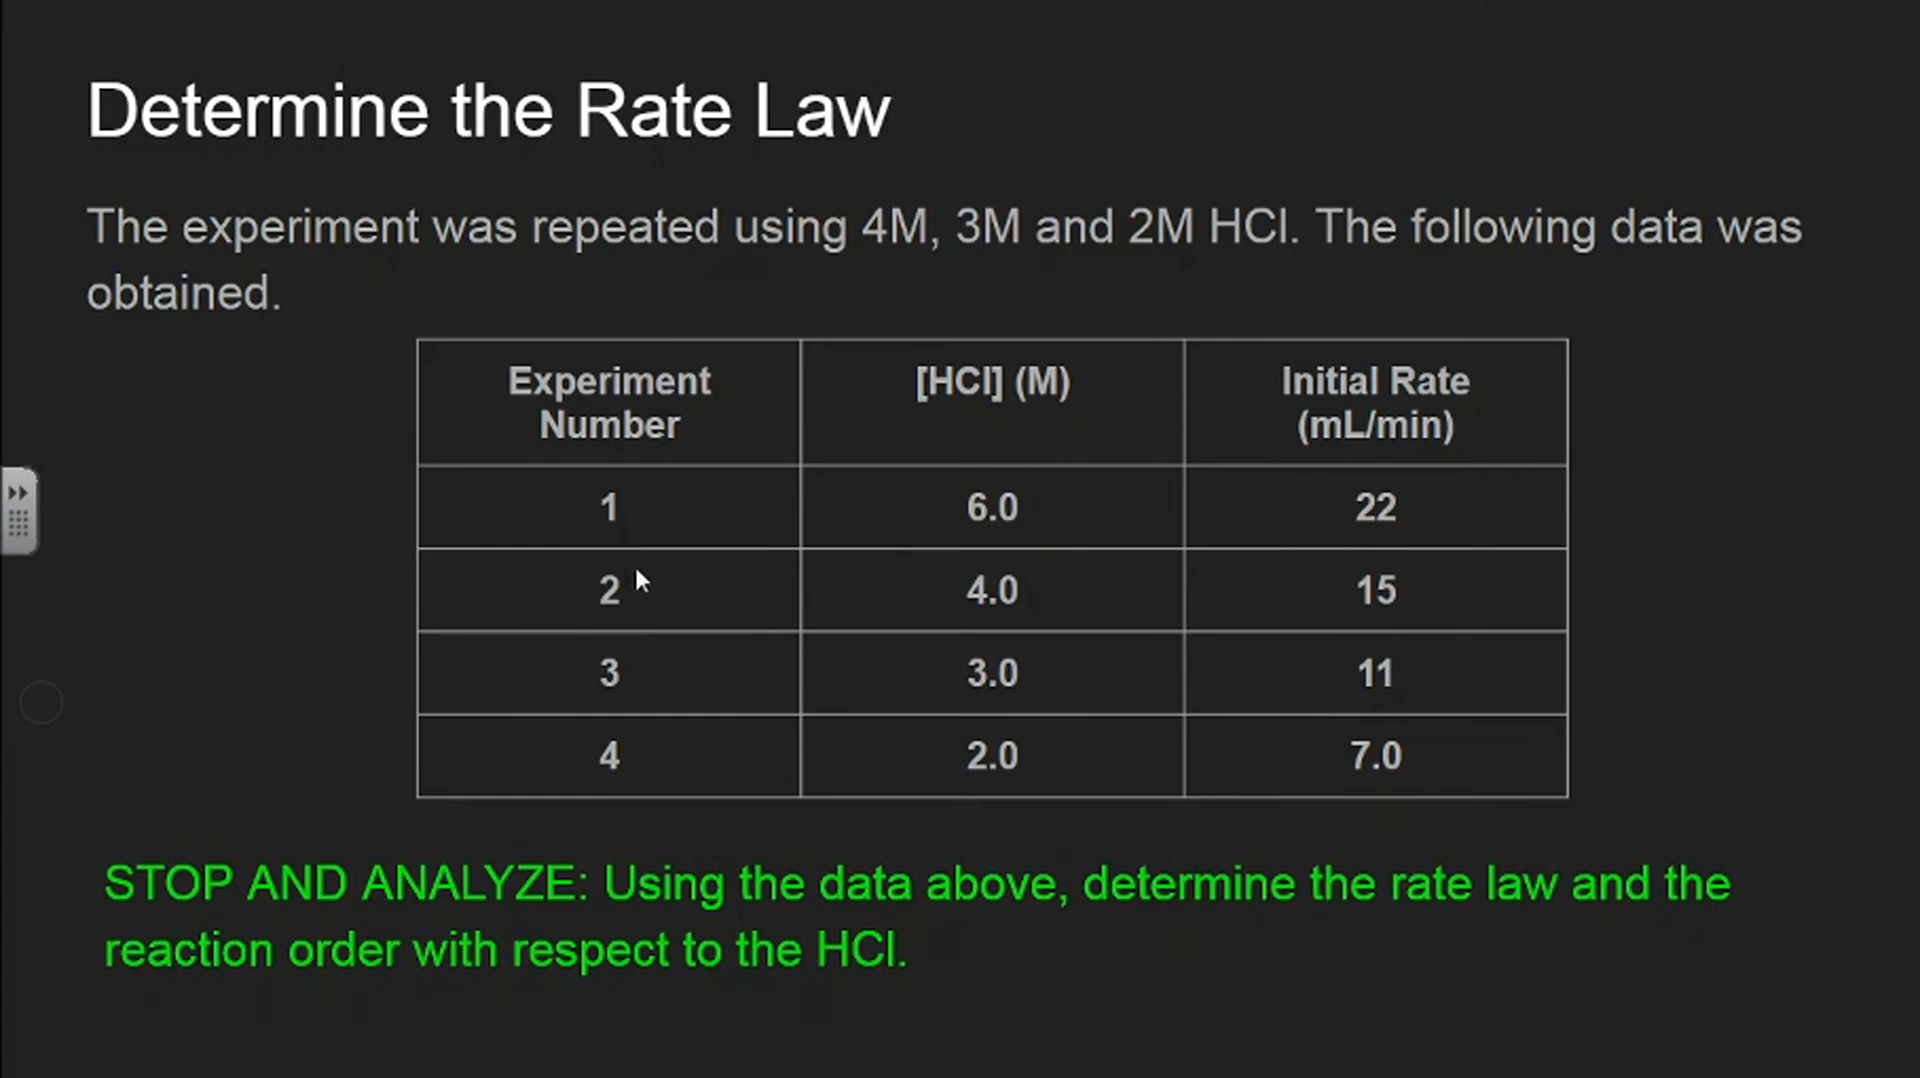 Determine the Rate Law
The experiment was repeated using 4M, 3M and 2M HCl. The following data was
obtained.
Experiment Number [HCl] (M) Initial Rate (mL/min)
1 6.0 22
2 4.0 15
3 3.0 11
4 2.0 7.0
STOP AND ANALYZE: Using the data above, determine the rate law and the
reaction order with respect to the HCl.